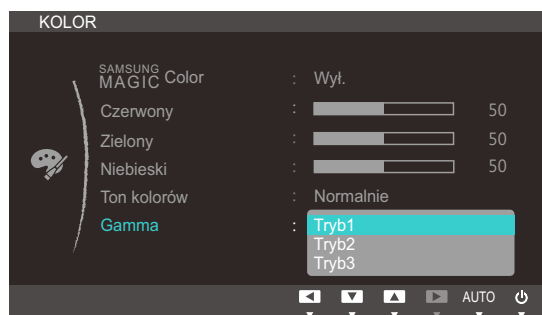 KOLOR
SAMSUNG
MAGIC Color : Wył.
Czerwony : 50
Zielony : 50
Niebieski : 50
Ton kolorów : Normalnie
Gamma : Tryb1
Tryb2
Tryb3
AUTO